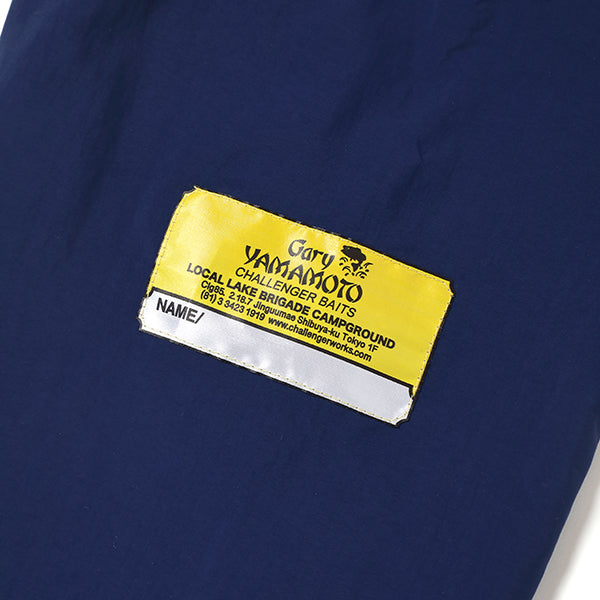 Gary
YAMAMOTO
CHALLENGER BAITS
LOCAL LAKE BRIGADE CAMPGROUND
Clg85. 2.18.7 Jinguumae Shibuya-ku Tokyo 1F
(81) 3 3423 1919 www.challengerworks.com
NAME/